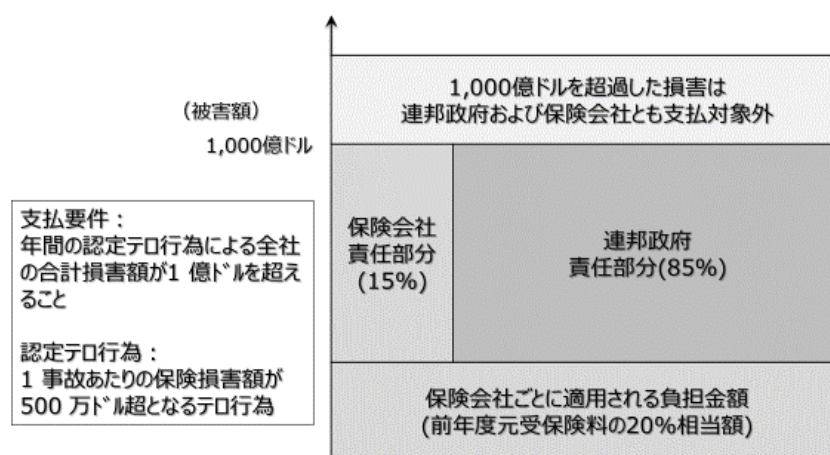 1,000億ドルを超過した損害は
連邦政府および保険会社とも支払対象外
（被害額）
1,000億ドル
支払要件：
年間の認定テロ行為による全社
の合計損害額が1 億ドルを超え
ること
認定テロ行為：
1 事故あたりの保険損害額が
500 万ドル超となるテロ行為
保険会社
責任部分
(15%)
連邦政府
責任部分(85%)
保険会社ごとに適用される負担金額
(前年度元受保険料の20%相当額)